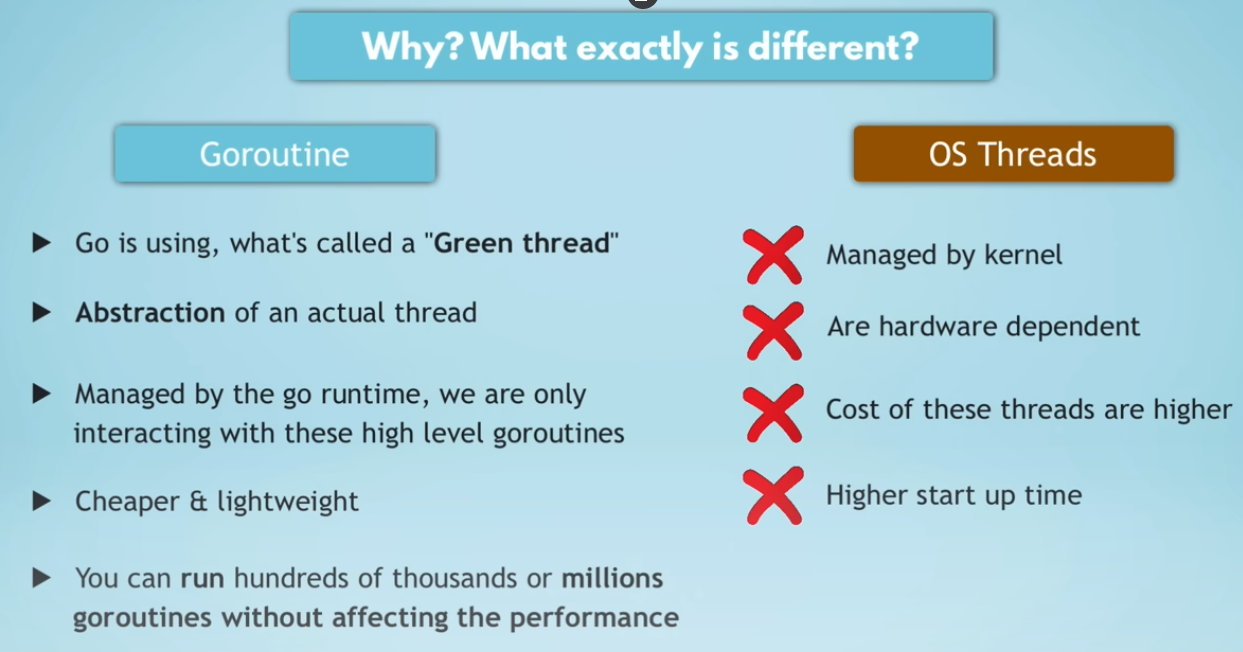 Why? What exactly is different?
Goroutine
Go is using, what's called a "Green thread"
Abstraction of an actual thread
Managed by the go runtime, we are only
interacting with these high level goroutines
Cheaper & lightweight
You can run hundreds of thousands or millions
goroutines without affecting the performance
OS Threads
Managed by kernel
Are hardware dependent
Cost of these threads are higher
Higher start up time